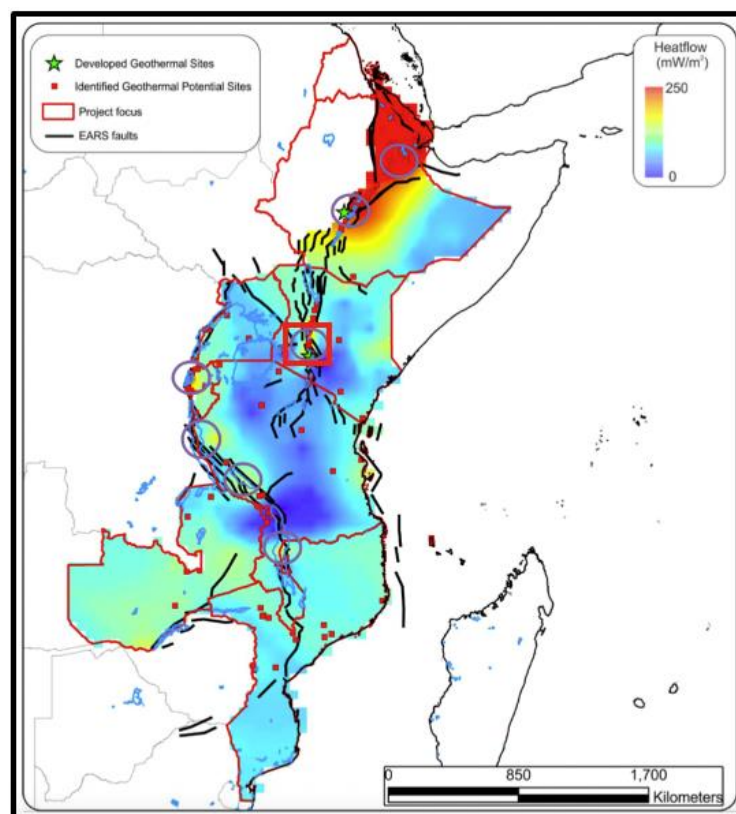 Developed Geothermal Sites
Identified Geothermal Potential Sites
Project focus
EARS faults
Heatflow
(mW/m²)
250
0
0 850 1,700
Kilometers